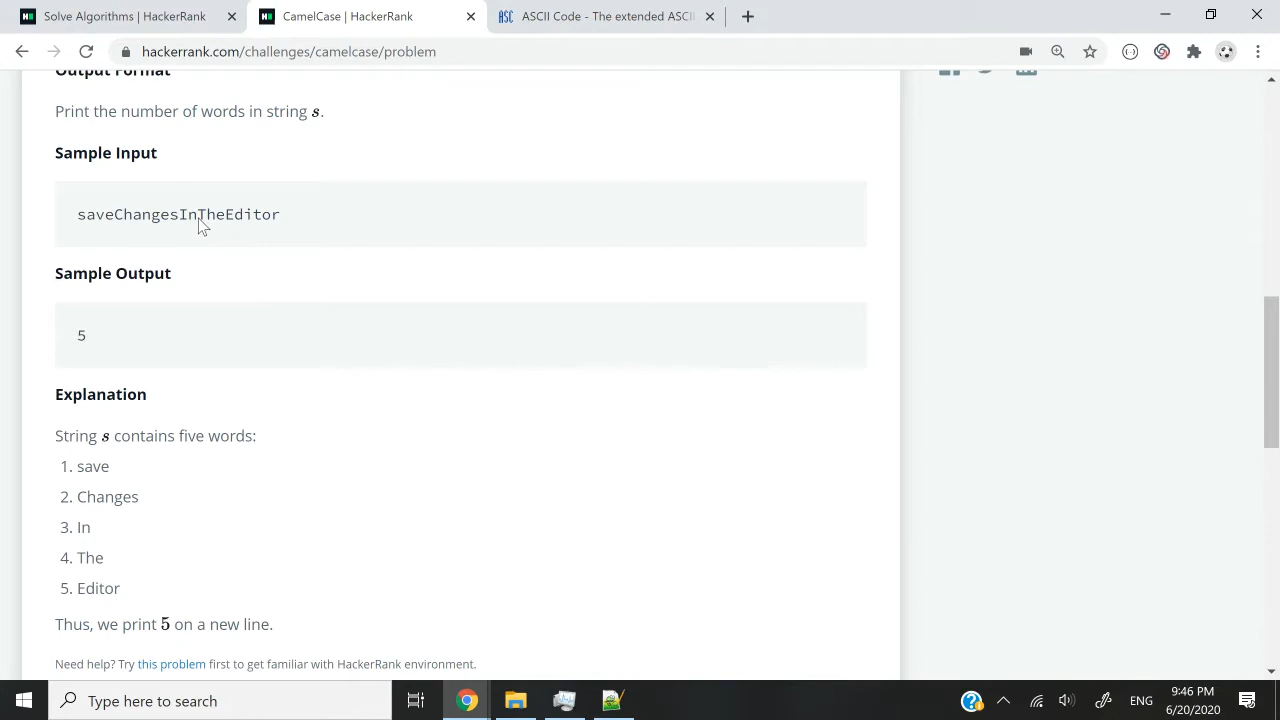 Solve Algorithms | HackerRank
CamelCase | HackerRank
ASC ASCII Code - The extended ASCII
hackerrank.com/challenges/camelcase/problem
Output Format
Print the number of words in string s.
Sample Input
saveChangesInTheEditor
Sample Output
5
Explanation
String s contains five words:
1. save
2. Changes
3. In
4. The
5. Editor
Thus, we print 5 on a new line.
Need help? Try this problem first to get familiar with HackerRank environment.
Type here to search
ENG
9:46 PM
6/20/2020